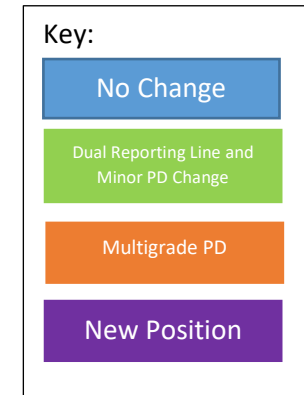 Key:
No Change
Dual Reporting Line and
Minor PD Change
Multigrade PD
New Position